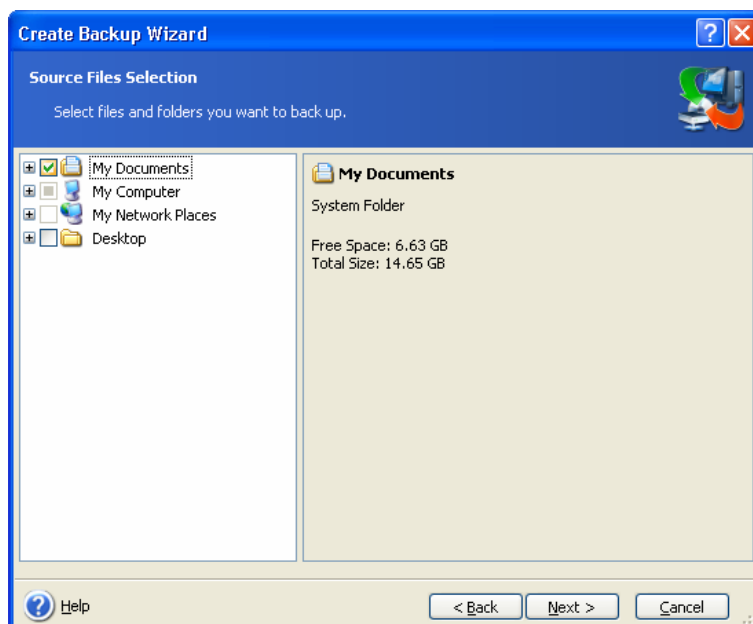 Create Backup Wizard
Source Files Selection
Select files and folders you want to back up.
My Documents
My Computer
My Network Places
Desktop
My Documents
System Folder
Free Space: 6.63 GB
Total Size: 14.65 GB
Help
< Back
Next >
Cancel